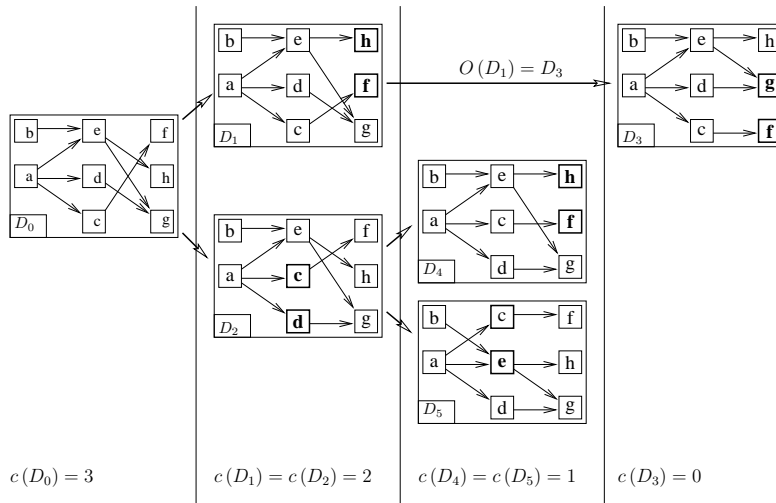 b e h
a d f
c g
D₁
O (D₁) = D₃
b e h
a d g
c f
D₃
b e f
a d h
c g
D₀
b e h
a c f
d g
D₄
b e f
a c h
d g
D₂
b c f
a e h
d g
D₅
c (D₀) = 3
c (D₁) = c (D₂) = 2
c (D₄) = c (D₅) = 1
c (D₃) = 0